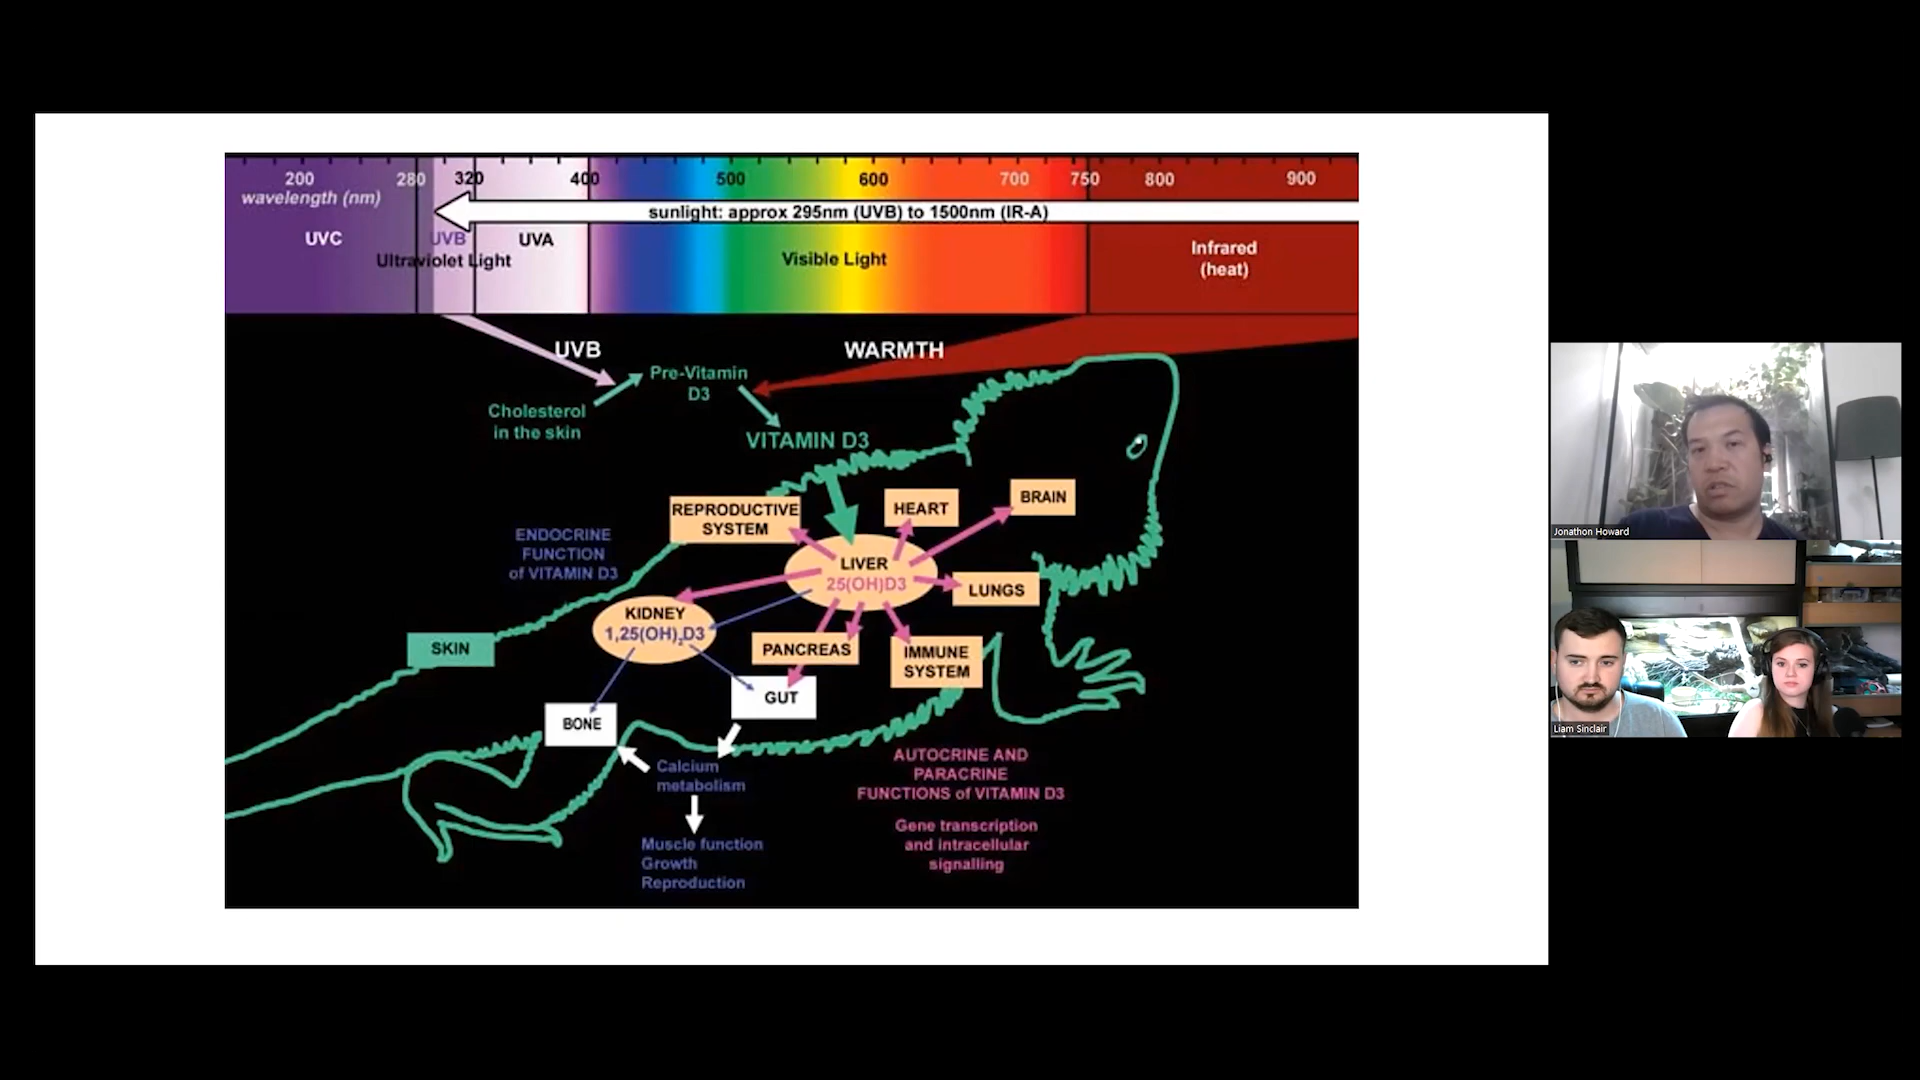 200 280 320 400 500 600 700 750 800 900
wavelength (nm)
sunlight: approx 295nm (UVB) to 1500nm (IR-A)
UVC
UVB
UVA
Ultraviolet Light
Visible Light
Infrared
(heat)
UVB
WARMTH
Pre-Vitamin
D3
Cholesterol
in the skin
VITAMIN D3
REPRODUCTIVE
SYSTEM
HEART
BRAIN
ENDOCRINE
FUNCTION
of VITAMIN D3
LIVER
25(OH)D3
LUNGS
KIDNEY
1,25(OH)2D3
SKIN
PANCREAS
IMMUNE
SYSTEM
GUT
BONE
Calcium
metabolism
Muscle function
Growth
Reproduction
AUTOCRINE AND
PARACRINE
FUNCTIONS of VITAMIN D3
Gene transcription
and intracellular
signalling
Jonathon Howard
Liam Sinclair